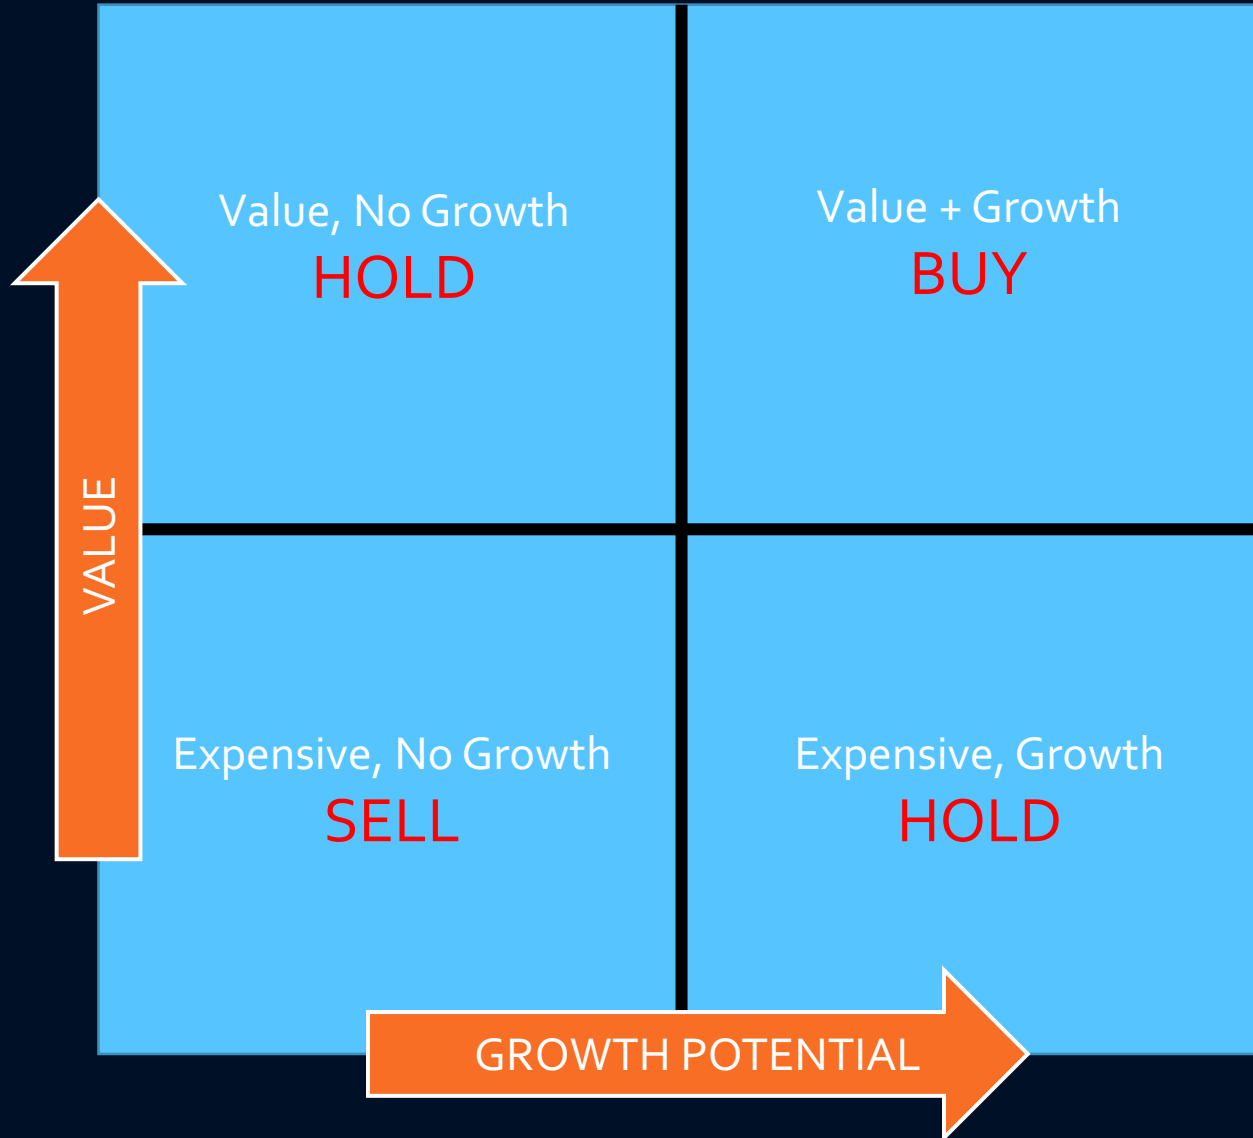 Value, No Growth
HOLD
Value + Growth
BUY
VALUE
Expensive, No Growth
SELL
Expensive, Growth
HOLD
GROWTH POTENTIAL